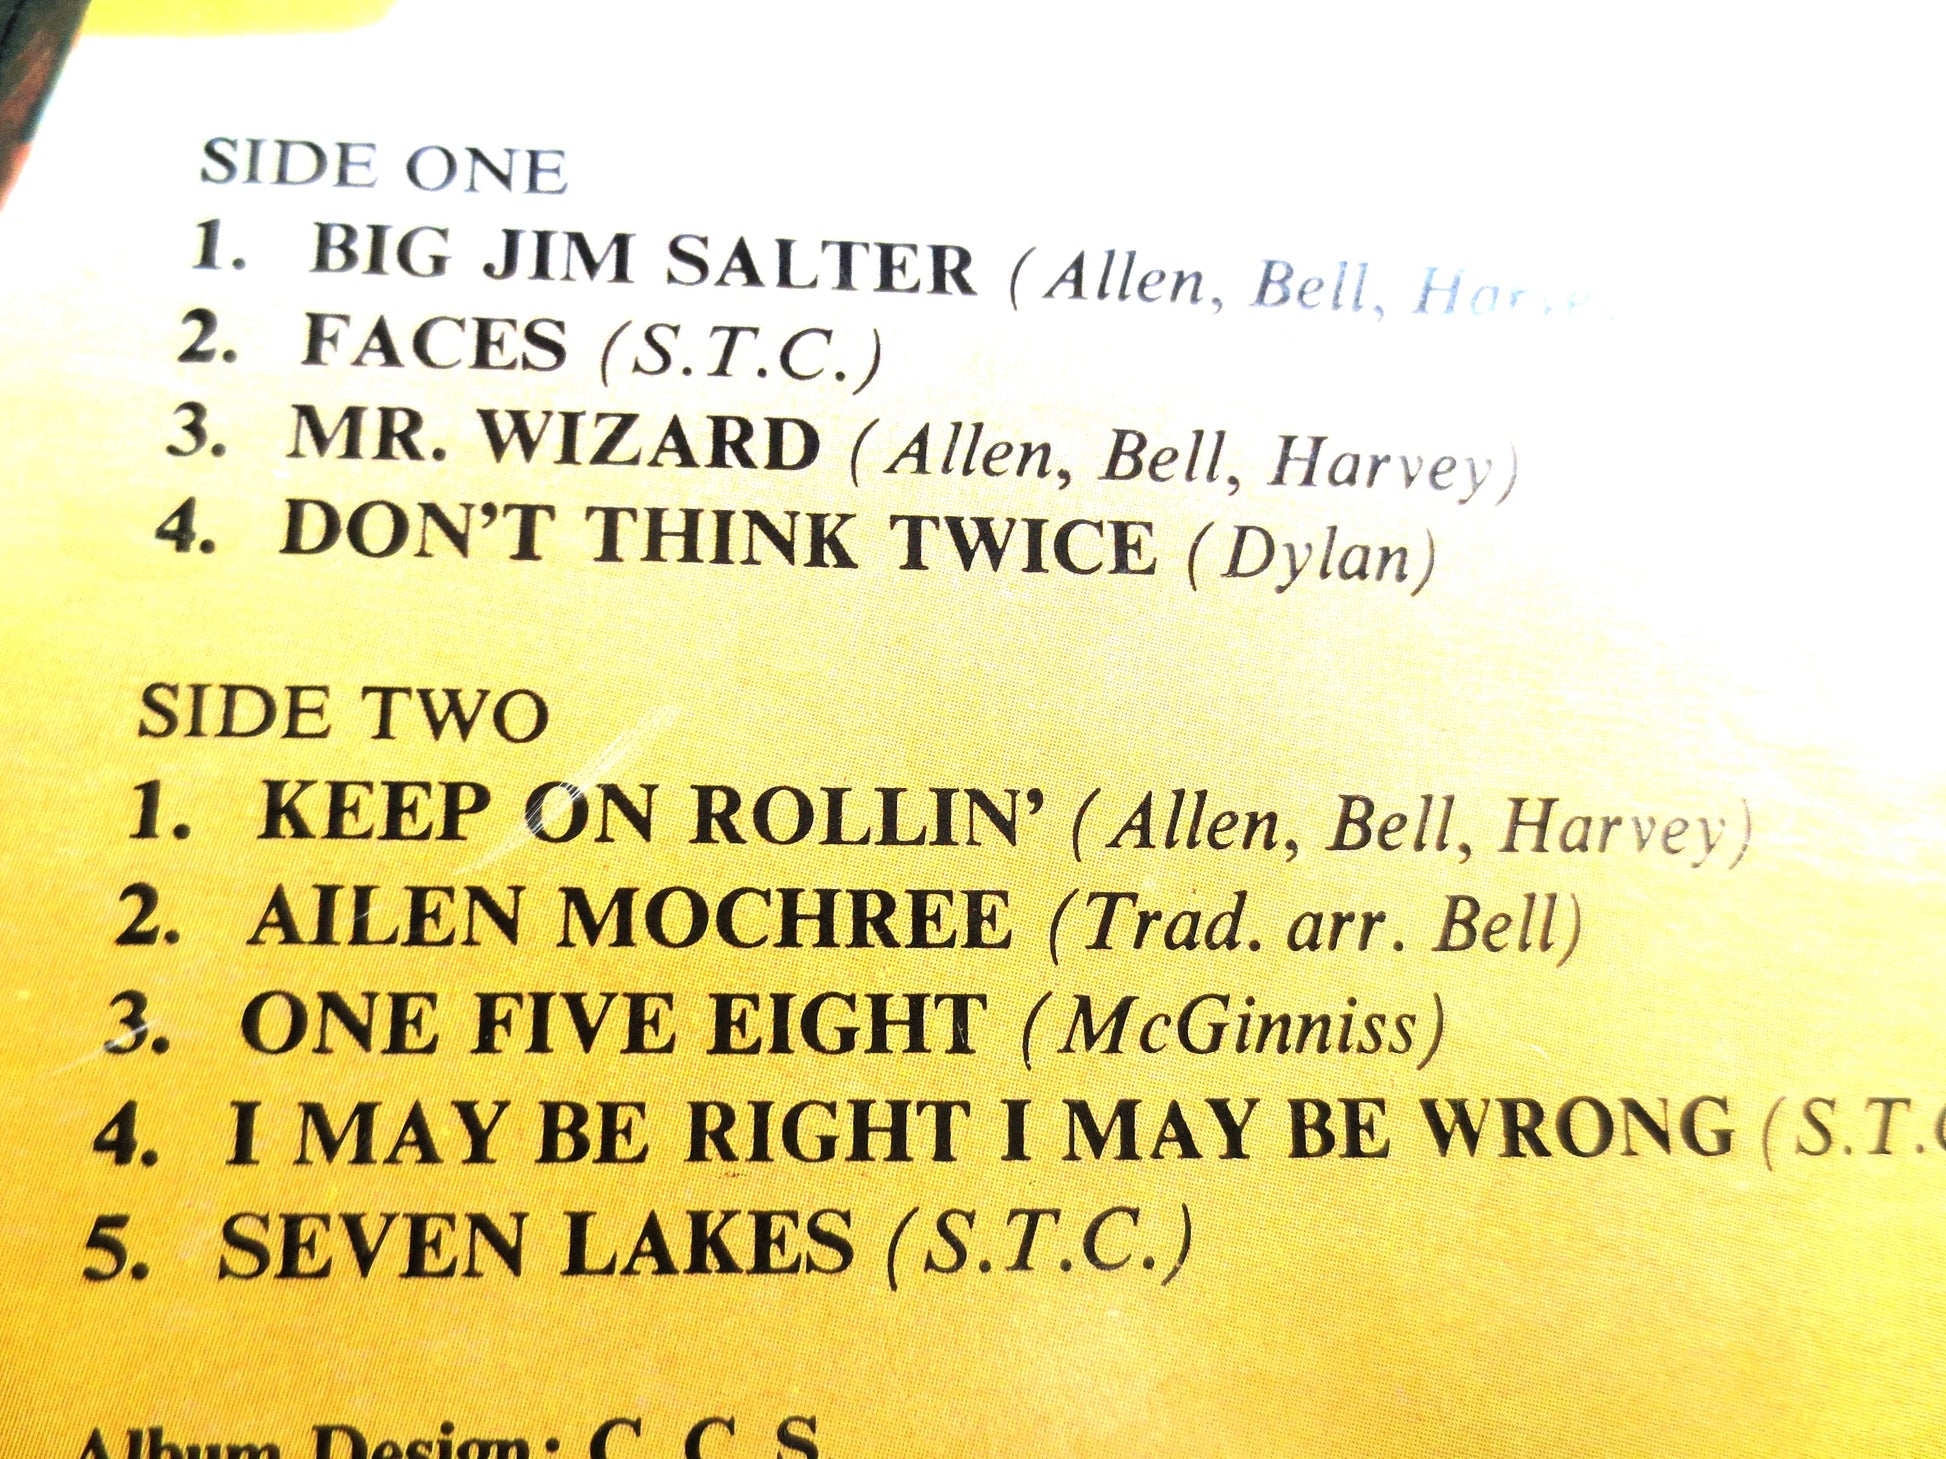 SIDE ONE
1. BIG JIM SALTER (Allen, Bell,
2. FACES (S.T.C.)
3. MR. WIZARD (Allen, Bell, Harvey)
4. DON'T THINK TWICE (Dylan)
SIDE TWO
1. KEEP ON ROLLIN' (Allen, Bell, Harvey)
2. AILEN MOCHREE (Trad. arr. Bell)
3. ONE FIVE EIGHT (McGinniss)
4. I MAY BE RIGHT I MAY BE WRONG (S.T.C
5. SEVEN LAKES (S.T.C.)
Album Design: C C S